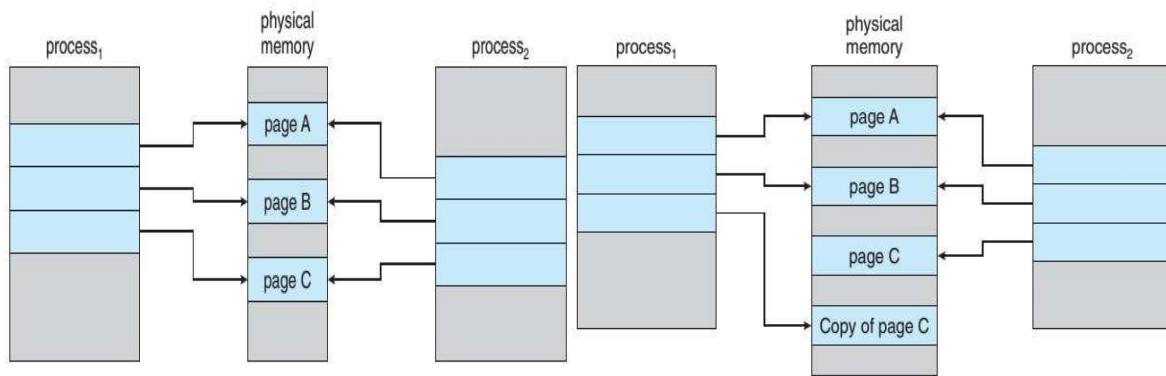 process₁
physical
memory
process₂
page A
page B
page C
process₁
physical
memory
process₂
page A
page B
page C
Copy of page C